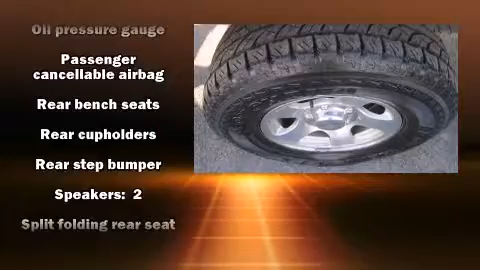 Oil pressure gauge
Passenger
cancellable airbag
Rear bench seats
Rear cupholders
Rear step bumper
Speakers: 2
Split folding rear seat